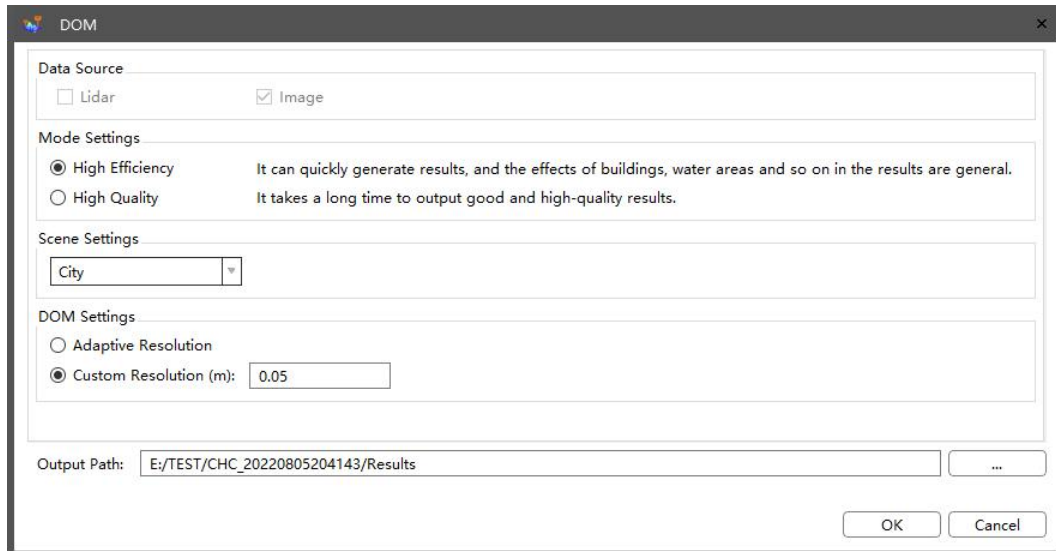 DOM
Data Source
Lidar Image
Mode Settings
High Efficiency It can quickly generate results, and the effects of buildings, water areas and so on in the results are general.
High Quality It takes a long time to output good and high-quality results.
Scene Settings
City
DOM Settings
Adaptive Resolution
Custom Resolution (m): 0.05
Output Path: E:/TEST/CHC_20220805204143/Results ...
OK Cancel